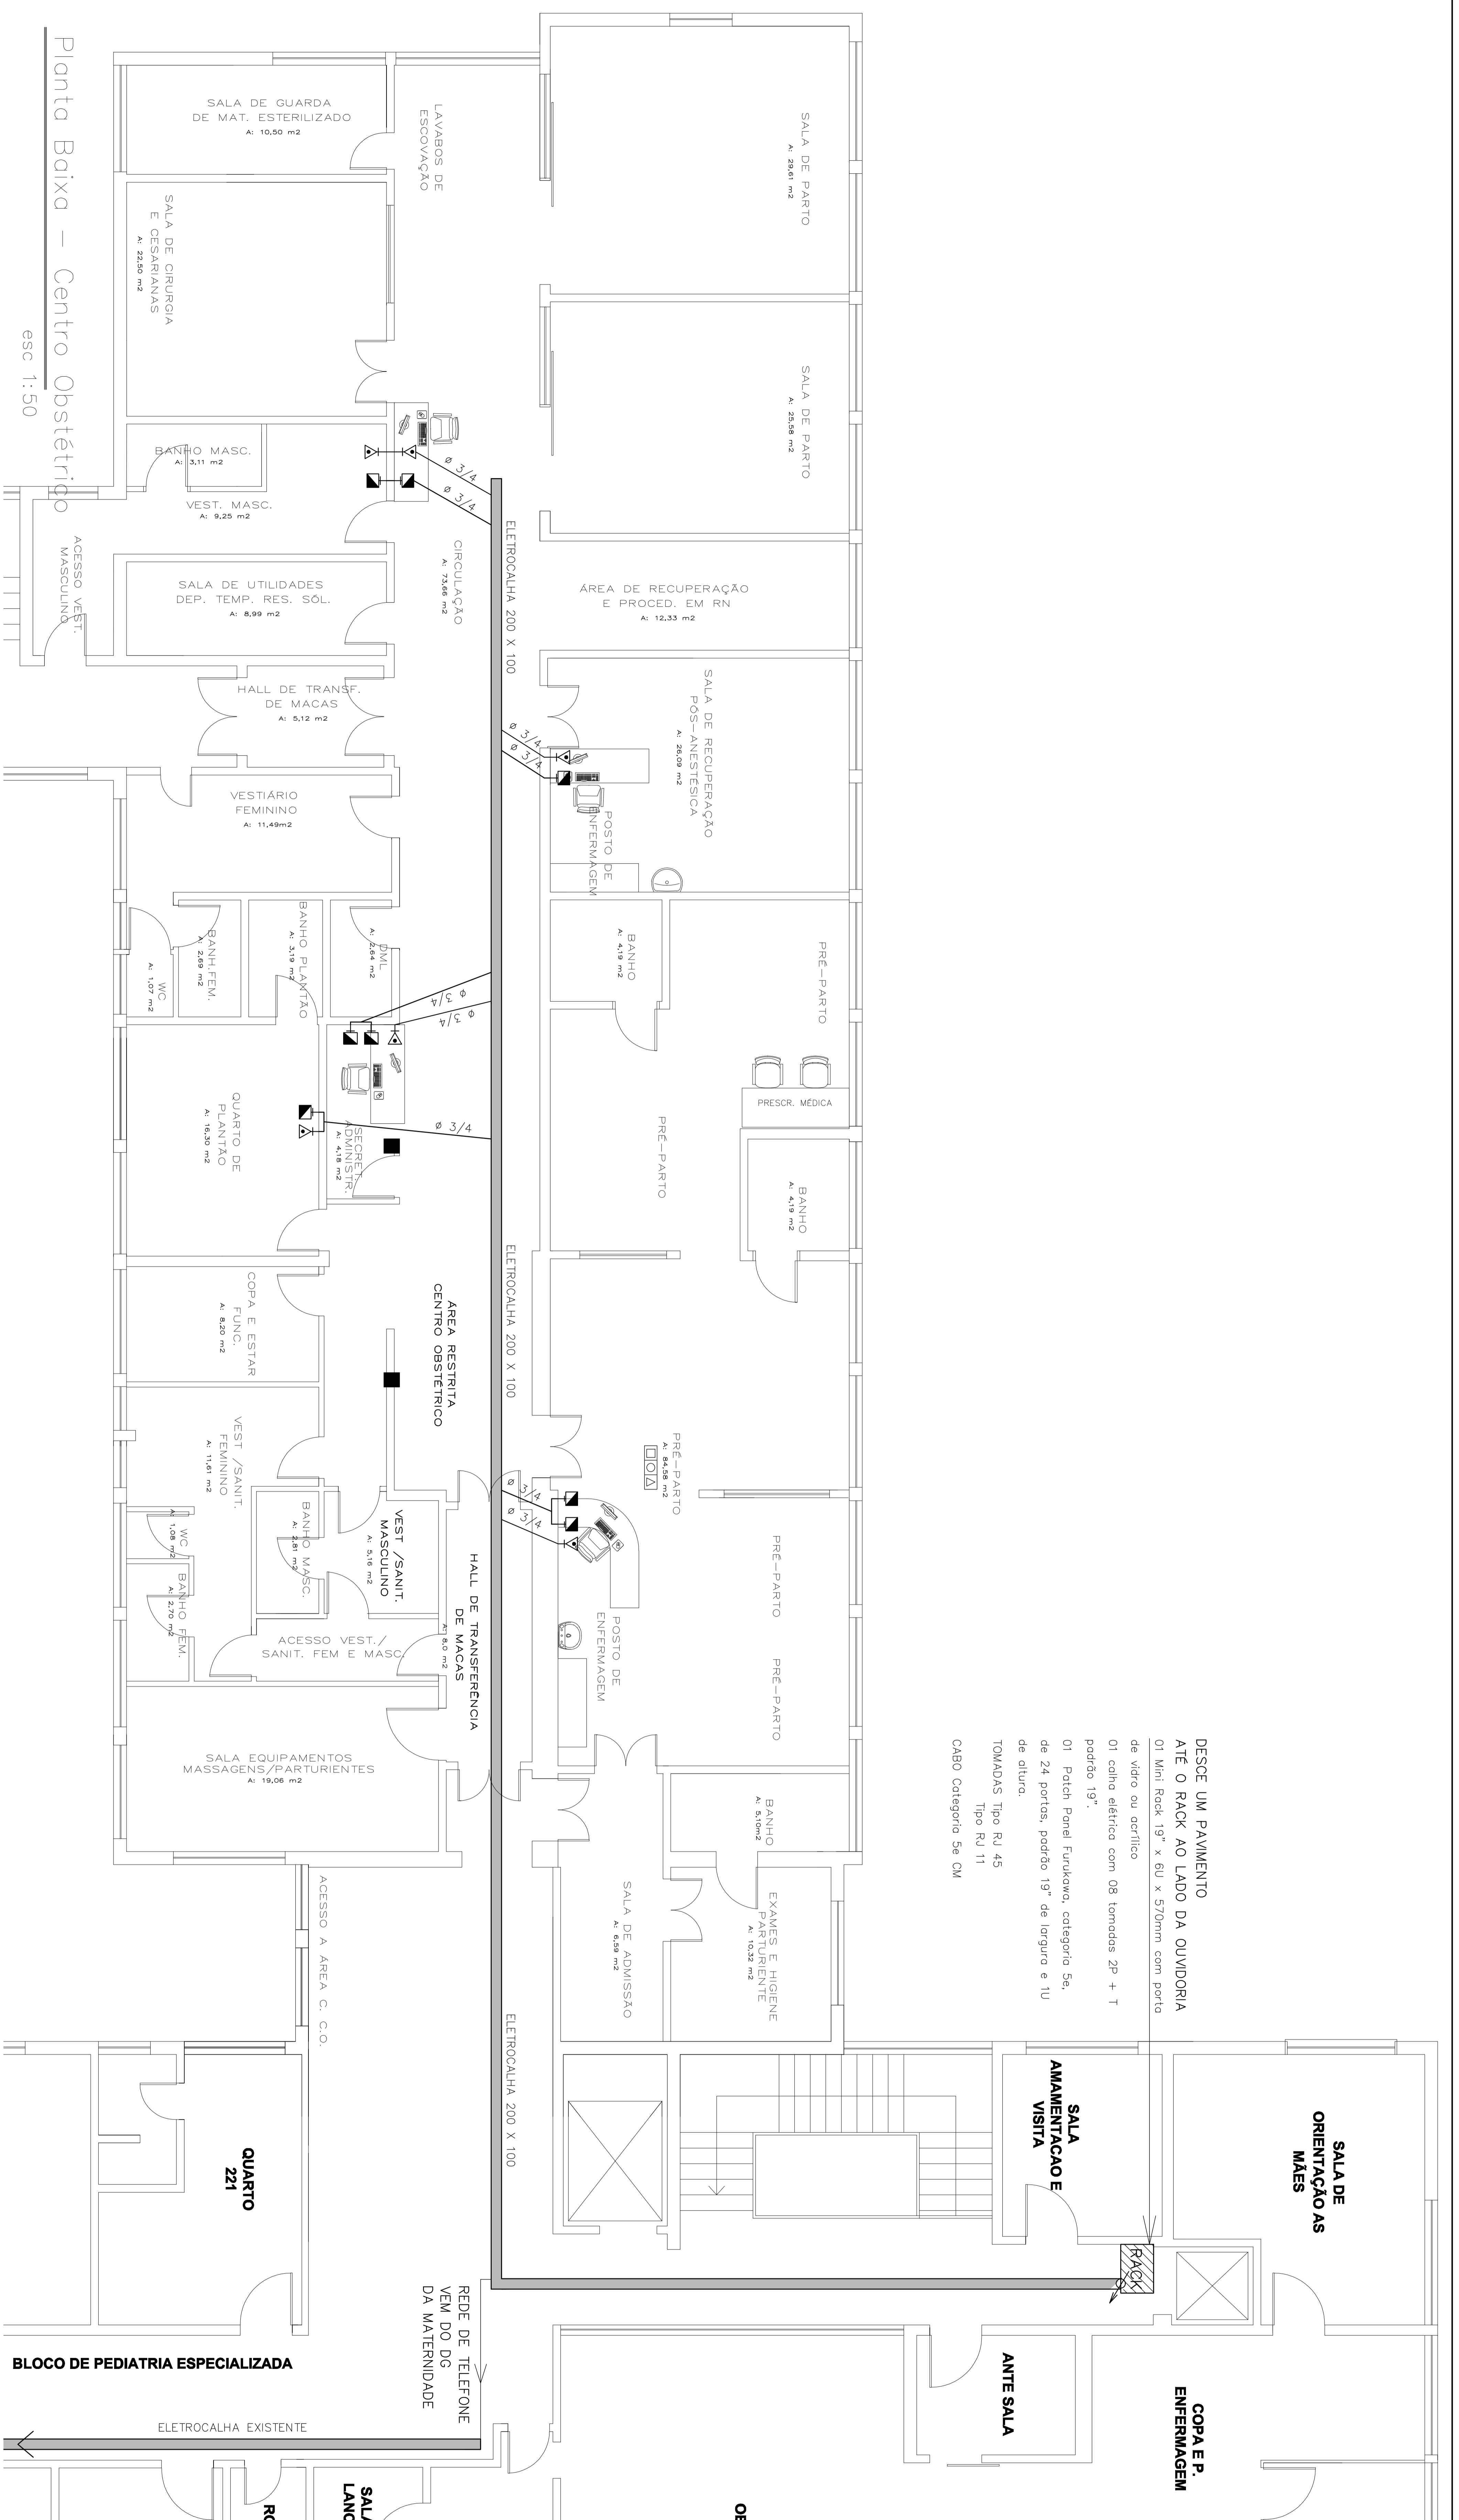 Planta Baixa – Centro Obstétrico
esc 1:50
SALA DE GUARDA
DE MAT. ESTERILIZADO
A: 10,50 m2
LAVABOS DE
ESCOVAÇÃO
SALA DE PARTO
A: 29,61 m2
SALA DE CIRURGIA
E CESARIANAS
A: 22,50 m2
SALA DE PARTO
A: 25,58 m2
BANHO MASC.
A: 3,11 m2
VEST. MASC.
A: 9,25 m2
ø 3/4
ø 3/4
ACESSO VEST.
MASCULINO
SALA DE UTILIDADES
DEP. TEMP. RES. SÓL.
A: 8,99 m2
CIRCULAÇÃO
A: 73,66 m2
ELETROCALHA 200 X 100
ÁREA DE RECUPERAÇÃO
E PROCED. EM RN
A: 12,33 m2
HALL DE TRANSF.
DE MACAS
A: 5,12 m2
SALA DE RECUPERAÇÃO
PÓS-ANESTÉSICA
A: 26,09 m2
ø 3/4
ø 3/4
POSTO DE
ENFERMAGEM
VESTIÁRIO
FEMININO
A: 11,49m2
BANH.FEM.
A: 2,69 m2
WC
A: 1,07 m2
BANHO PLANTÃO
A: 3,19 m2
DML
A: 2,64 m2
ø 3/4
ø 3/4
BANHO
A: 4,19 m2
PRÉ-PARTO
PRESCR. MÉDICA
PRÉ-PARTO
BANHO
A: 4,19 m2
QUARTO DE
PLANTÃO
A: 16,30 m2
SECRET.
ADMINISTR.
A: 4,18 m2
ø 3/4
COPA E ESTAR
FUNC.
A: 8,20 m2
ÁREA RESTRITA
CENTRO OBSTÉTRICO
ELETROCALHA 200 X 100
PRÉ-PARTO
A: 84,58 m2
VEST /SANIT.
FEMININO
A: 11,61 m2
WC
A: 1,08 m2
BANHO FEM.
A: 2,70 m2
BANHO MASC.
A: 2,81 m2
VEST /SANIT.
MASCULINO
A: 5,16 m2
ø 3/4
ø 3/4
HALL DE TRANSFERÊNCIA
DE MACAS
A: 8,0 m2
ACESSO VEST./
SANIT. FEM E MASC.
POSTO DE
ENFERMAGEM
PRÉ-PARTO
PRÉ-PARTO
SALA EQUIPAMENTOS
MASSAGENS/PARTURIENTES
A: 19,06 m2
BANHO
A: 5,10m2
EXAMES E HIGIENE
PARTURIENTE
A: 10,32 m2
SALA DE ADMISSÃO
A: 6,59 m2
DESCE UM PAVIMENTO
ATÉ O RACK AO LADO DA OUVIDORIA
01 Mini Rack 19" x 6U x 570mm com porta
de vidro ou acrílico
01 calha elétrica com 08 tomadas 2P + T
padrão 19".
01 Patch Panel Furukawa, categoria 5e,
de 24 portas, padrão 19" de largura e 1U
de altura.
TOMADAS Tipo RJ 45
Tipo RJ 11
CABO Categoria 5e CM
ACESSO A ÁREA C. C.O.
ELETROCALHA 200 X 100
SALA
AMAMENTACAO E
VISITA
SALA DE
ORIENTAÇÃO AS
MÃES
QUARTO
221
RACK
REDE DE TELEFONE
VEM DO DG
DA MATERNIDADE
BLOCO DE PEDIATRIA ESPECIALIZADA
ELETROCALHA EXISTENTE
ANTE SALA
COPA E P.
ENFERMAGEM
SALA
LANC